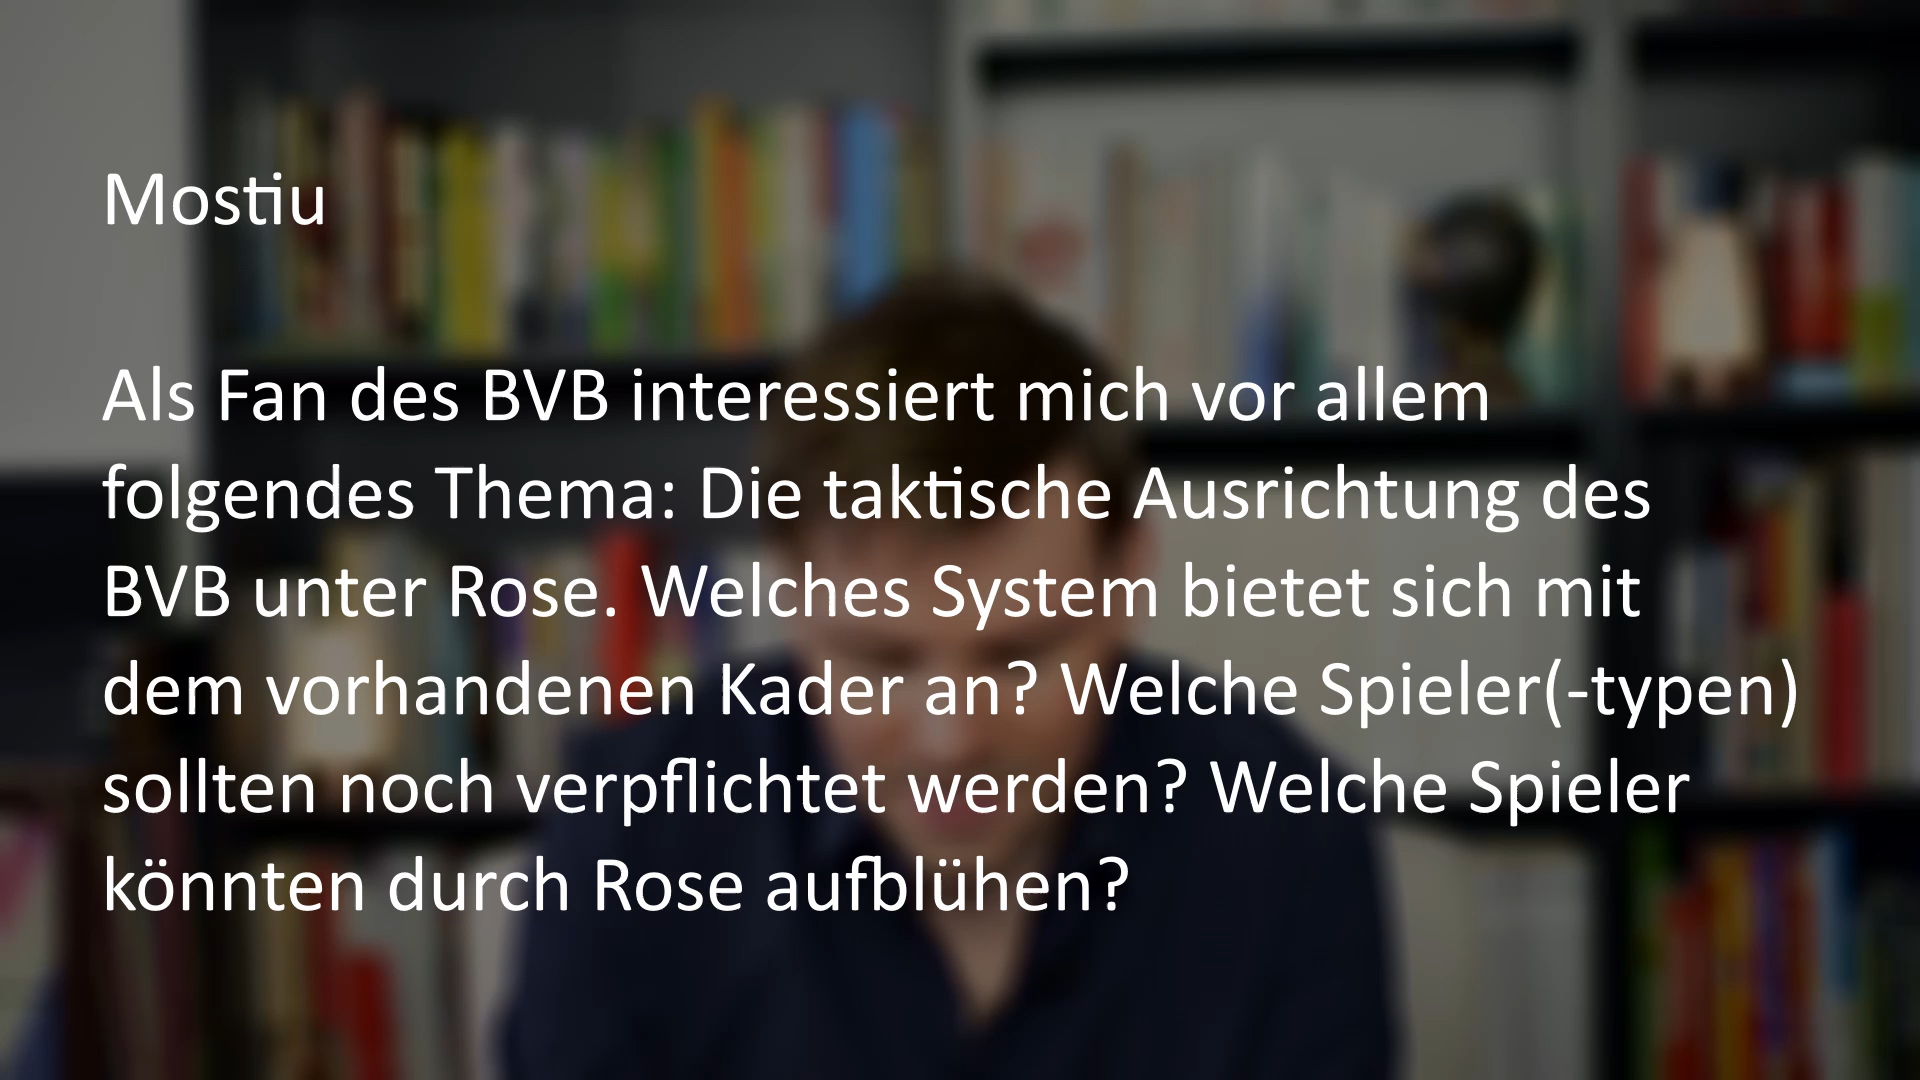 Mostiu
Als Fan des BVB interessiert mich vor allem
folgendes Thema: Die taktische Ausrichtung des
BVB unter Rose. Welches System bietet sich mit
dem vorhandenen Kader an? Welche Spieler(-typen)
sollten noch verpflichtet werden? Welche Spieler
könnten durch Rose aufblühen?